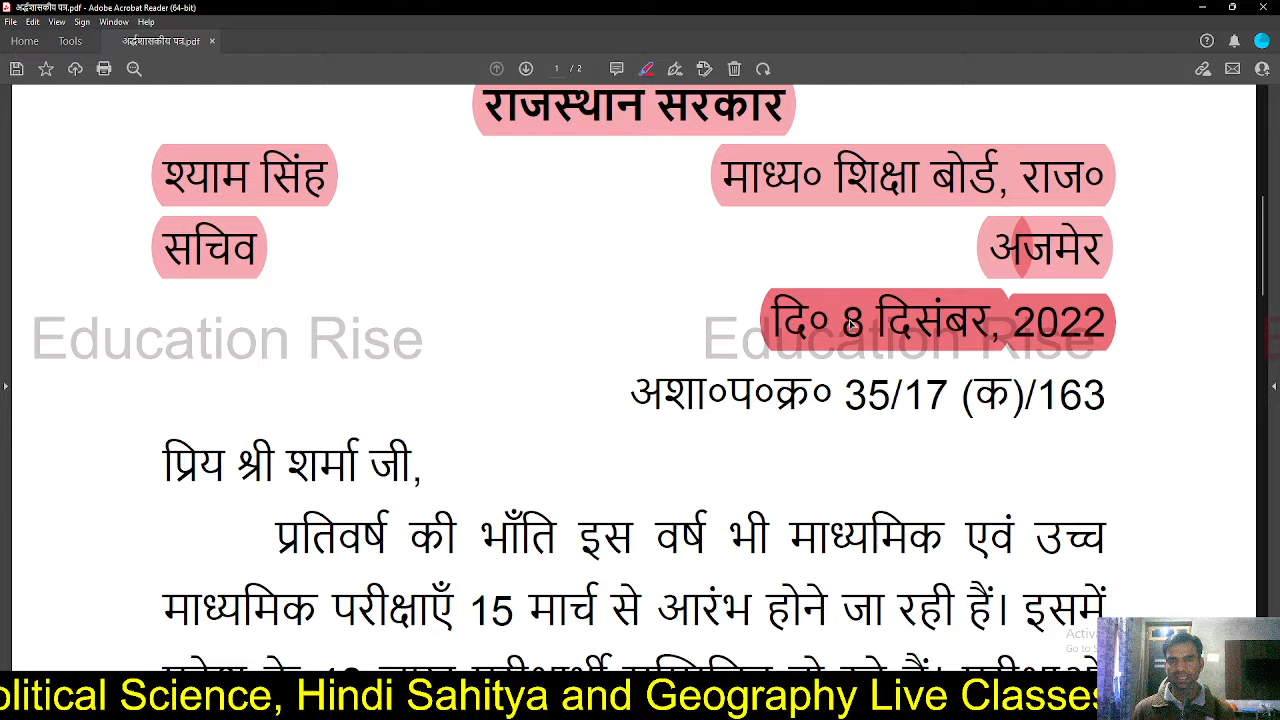 अर्द्धशासकीय पत्र.pdf - Adobe Acrobat Reader (64-bit)
File Edit View Sign Window Help
Home Tools अर्द्धशासकीय पत्र.pdf ×
1 / 2
राजस्थान सरकार
श्याम सिंह माध्य० शिक्षा बोर्ड, राज०
सचिव अजमेर
दि० 8 दिसंबर, 2022
Education Rise Education Rise
अशा०प०क्र० 35/17 (क)/163
प्रिय श्री शर्मा जी,
प्रतिवर्ष की भाँति इस वर्ष भी माध्यमिक एवं उच्च
माध्यमिक परीक्षाएँ 15 मार्च से आरंभ होने जा रही हैं। इसमें
Activ
Go to S
olitical Science, Hindi Sahitya and Geography Live Classes